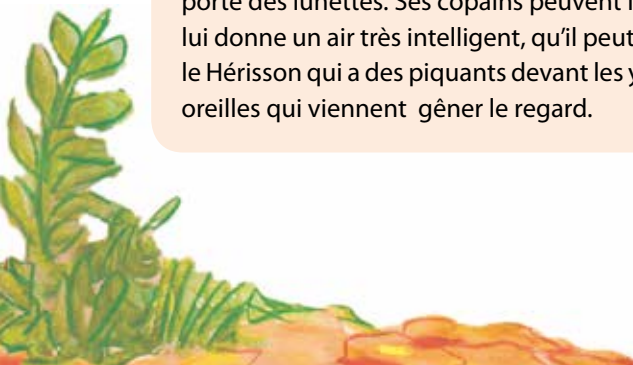 porte des lunettes. Ses copains peuvent
lui donne un air très intelligent, qu'il peut
le Hérisson qui a des piquants devant les
oreilles qui viennent gêner le regard.